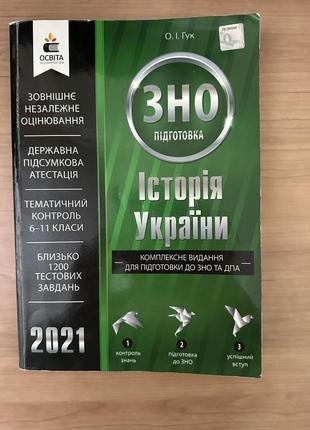 ОСВІТА
О. І. Гук
ЗОВНІШНЄ
НЕЗАЛЕЖНЕ
ОЦІНЮВАННЯ
ДЕРЖАВНА
ПІДСУМКОВА
АТЕСТАЦІЯ
ТЕМАТИЧНИЙ
КОНТРОЛЬ
6–11 КЛАСИ
БЛИЗЬКО
1200
ТЕСТОВИХ
ЗАВДАНЬ
2021
ЗНО
ПІДГОТОВКА
Історія
України
КОМПЛЕКСНЕ ВИДАННЯ
ДЛЯ ПІДГОТОВКИ ДО ЗНО ТА ДПА
1
контроль
знань
2
підготовка
до ЗНО
3
успішний
вступ